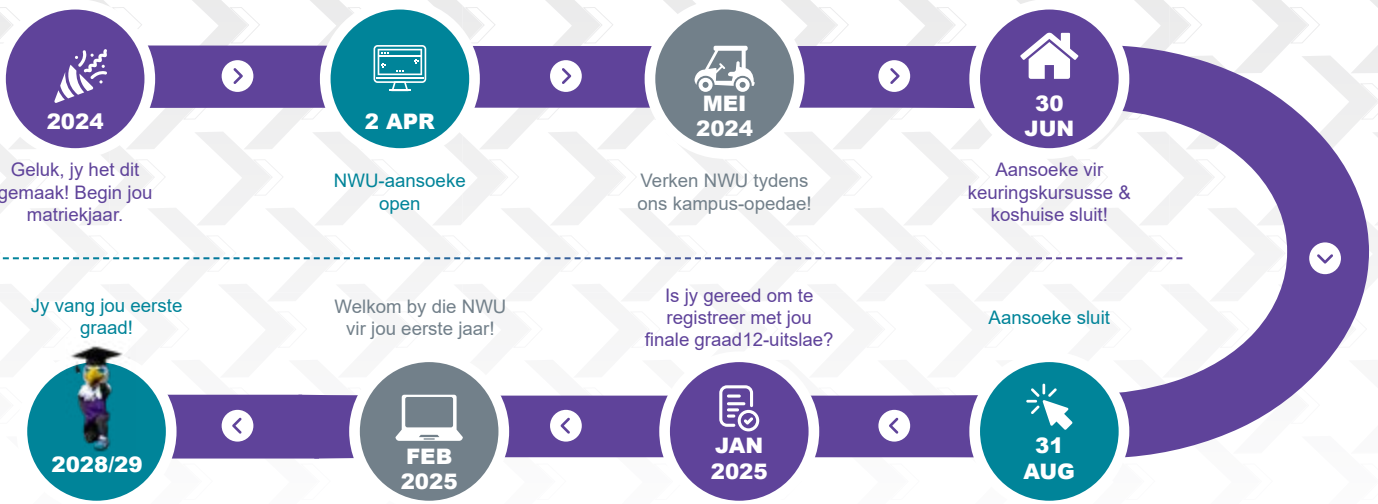 2024
Geluk, jy het dit
gemaak! Begin jou
matriekjaar.
2 APR
NWU-aansoeke
open
MEI
2024
Verken NWU tydens
ons kampus-opedae!
30
JUN
Aansoeke vir
keuringskursusse &
koshuise sluit!
Aansoeke sluit
31
AUG
Is jy gereed om te
registreer met jou
finale graad12-uitslae?
JAN
2025
Welkom by die NWU
vir jou eerste jaar!
FEB
2025
Jy vang jou eerste
graad!
2028/29